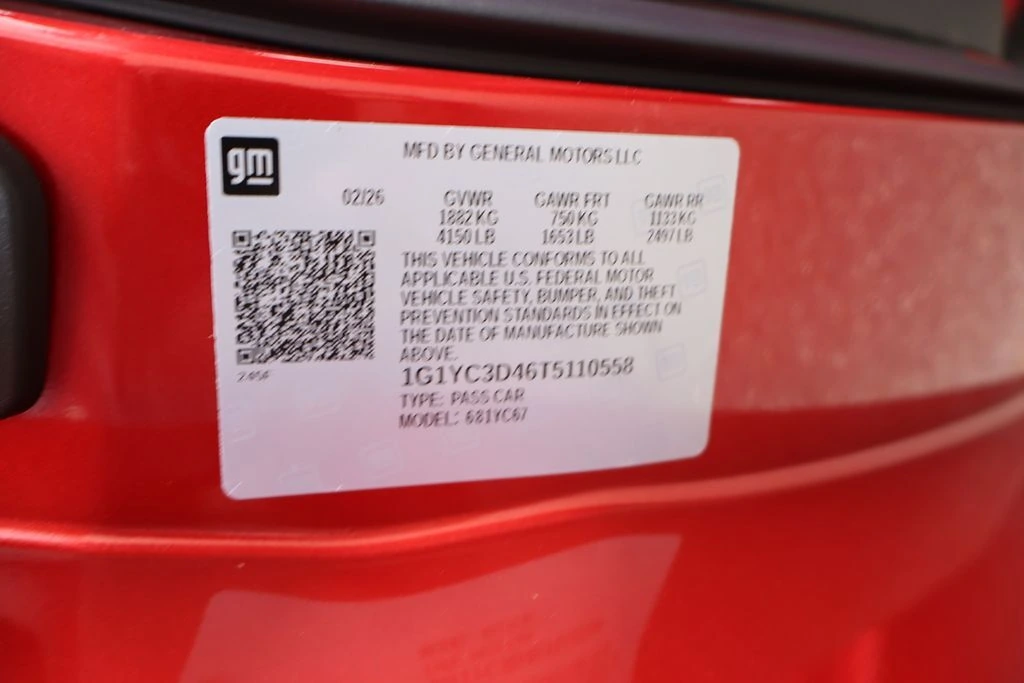 gm
MFD BY GENERAL MOTORS LLC
02/26 GVWR GAWR FRT GAWR RR
1882 KG 750 KG 1133 KG
4150 LB 1653 LB 2497 LB
THIS VEHICLE CONFORMS TO ALL
APPLICABLE U.S. FEDERAL MOTOR
VEHICLE SAFETY, BUMPER, AND THEFT
PREVENTION STANDARDS IN EFFECT ON
THE DATE OF MANUFACTURE SHOWN
ABOVE.
1G1YC3D46T5110558
TYPE: PASS CAR
MODEL: 681YC67